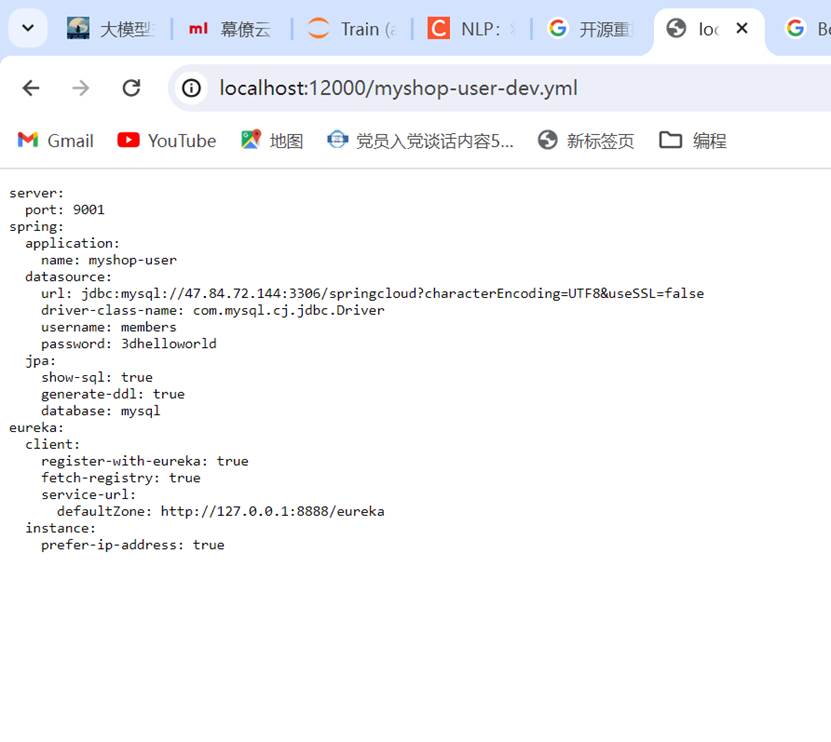 大模型
ml 幕僚云
Train (a
C NLP:
开源重
loc
Be
localhost:12000/myshop-user-dev.yml
Gmail
YouTube
地图
党员入党谈话内容5...
新标签页
编程
server:
  port: 9001
spring:
  application:
    name: myshop-user
  datasource:
    url: jdbc:mysql://47.84.72.144:3306/springcloud?characterEncoding=UTF8&useSSL=false
    driver-class-name: com.mysql.cj.jdbc.Driver
    username: members
    password: 3dhelloworld
  jpa:
    show-sql: true
    generate-ddl: true
    database: mysql
eureka:
  client:
    register-with-eureka: true
    fetch-registry: true
    service-url:
      defaultZone: http://127.0.0.1:8888/eureka
  instance:
    prefer-ip-address: true